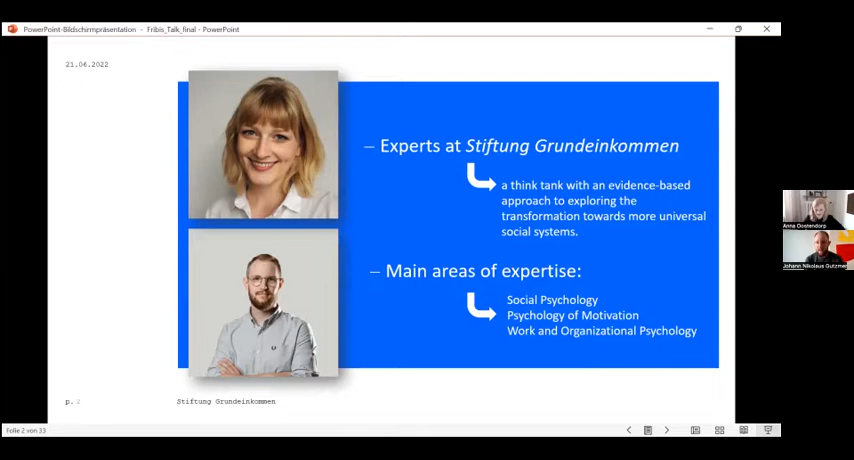 PowerPoint-Bildschirmpräsentation - Fribis_Talk_final - PowerPoint
21.06.2022
– Experts at Stiftung Grundeinkommen
a think tank with an evidence-based
approach to exploring the
transformation towards more universal
social systems.
– Main areas of expertise:
Social Psychology
Psychology of Motivation
Work and Organizational Psychology
Anna Oostendorp
Johann Nikolaus Gutzmer
p. 2
Stiftung Grundeinkommen
Folie 2 von 33